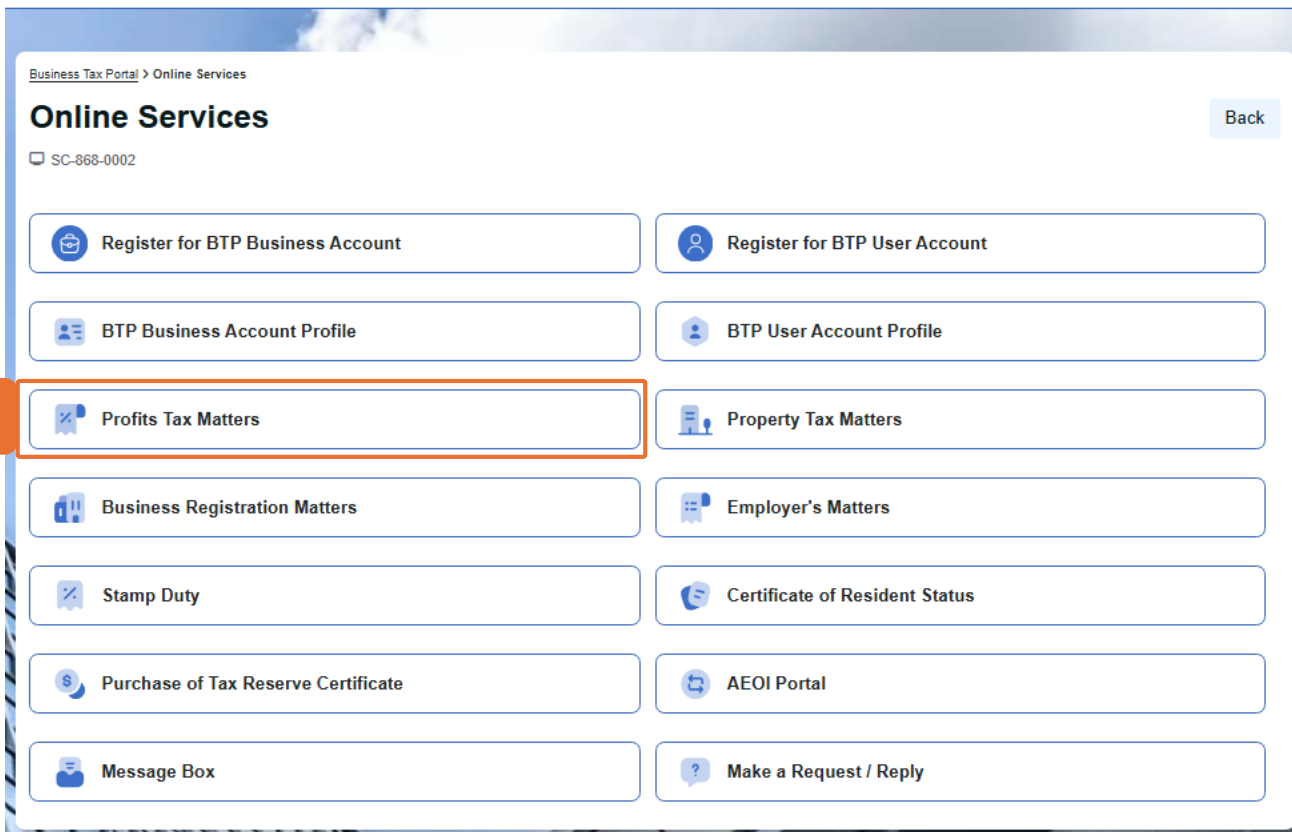 Business Tax Portal > Online Services
Online Services
Back
SC-868-0002
Register for BTP Business Account
Register for BTP User Account
BTP Business Account Profile
BTP User Account Profile
Profits Tax Matters
Property Tax Matters
Business Registration Matters
Employer's Matters
Stamp Duty
Certificate of Resident Status
Purchase of Tax Reserve Certificate
AEOI Portal
Message Box
Make a Request / Reply